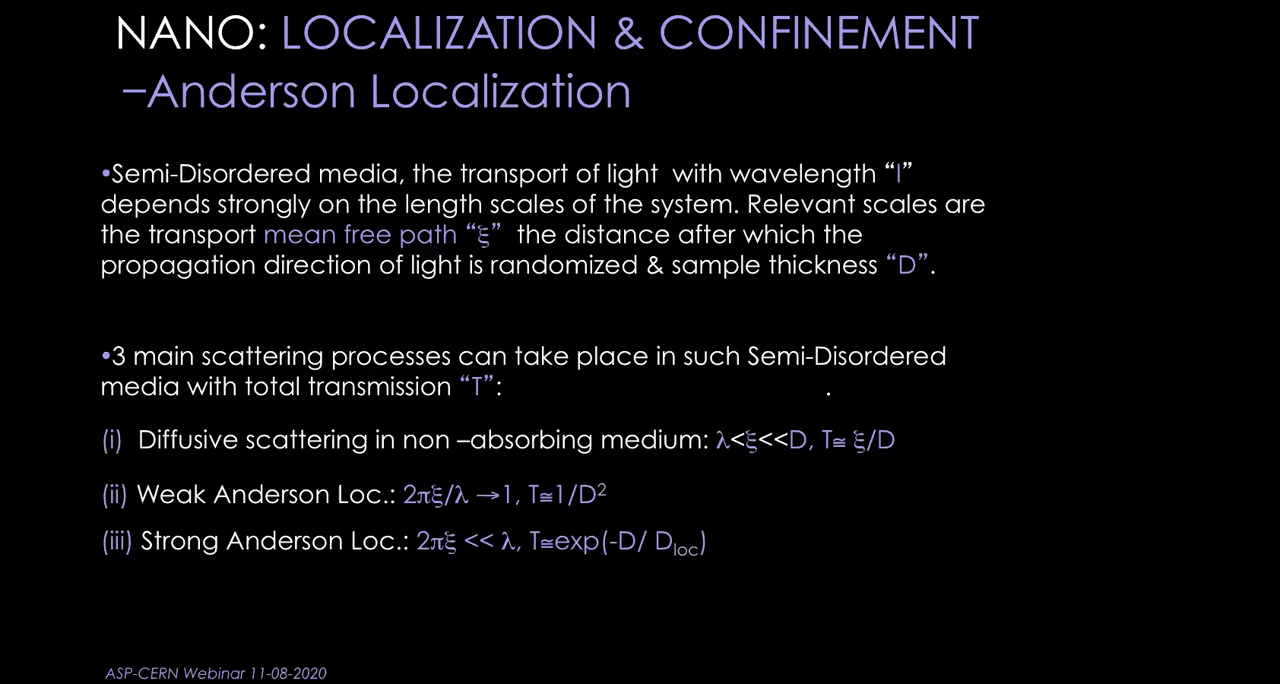 NANO: LOCALIZATION & CONFINEMENT
–Anderson Localization
•Semi-Disordered media, the transport of light with wavelength “l”
depends strongly on the length scales of the system. Relevant scales are
the transport mean free path “ξ” the distance after which the
propagation direction of light is randomized & sample thickness “D”.
•3 main scattering processes can take place in such Semi-Disordered
media with total transmission “T”: .
(i) Diffusive scattering in non –absorbing medium: λ<ξ<<D, T≅ ξ/D
(ii) Weak Anderson Loc.: 2πξ/λ →1, T≅1/D²
(iii) Strong Anderson Loc.: 2πξ << λ, T≅exp(-D/ Dloc)
ASP-CERN Webinar 11-08-2020